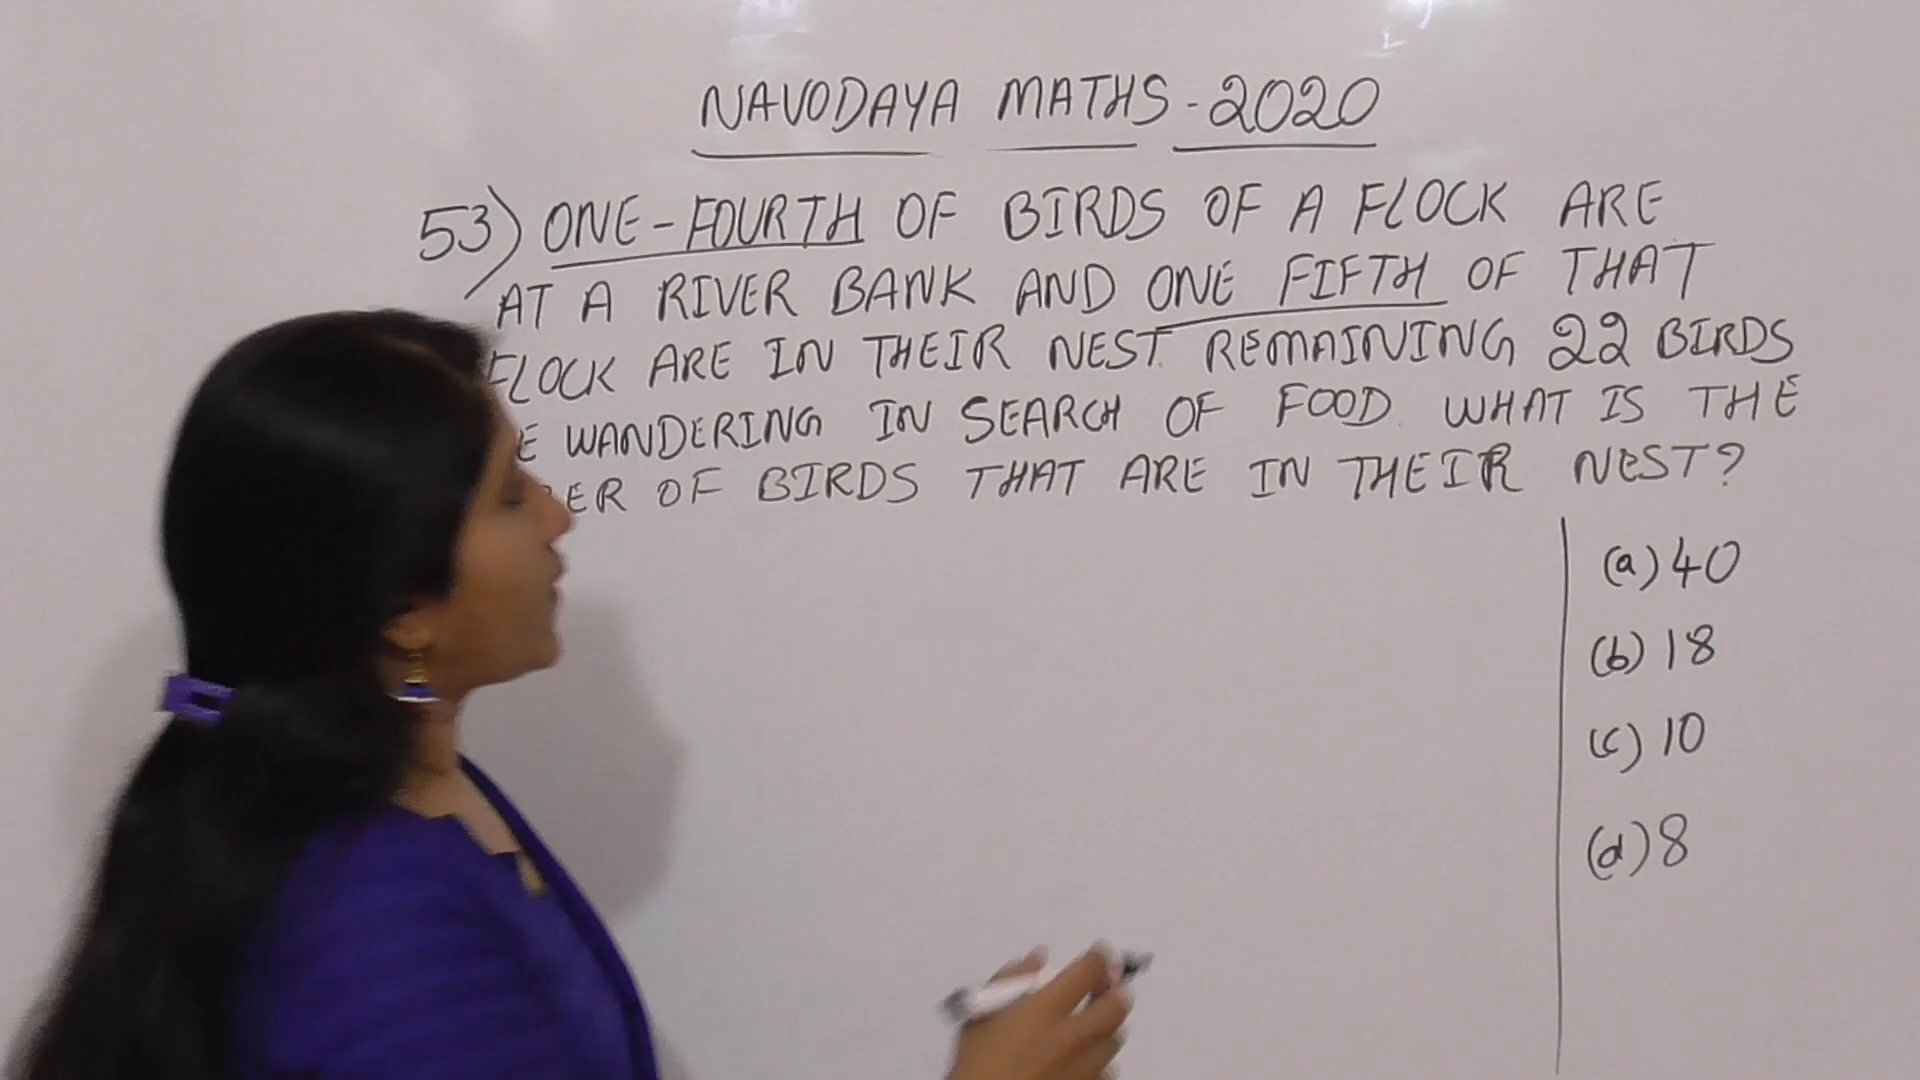 NAVODAYA MATHS - 2020
53) ONE-FOURTH OF BIRDS OF A FLOCK ARE
AT A RIVER BANK AND ONE FIFTH OF THAT
FLOCK ARE IN THEIR NEST. REMAINING 22 BIRDS
WANDERING IN SEARCH OF FOOD. WHAT IS THE
OF BIRDS THAT ARE IN THEIR NEST?
(a) 40
(b) 18
(c) 10
(d) 8